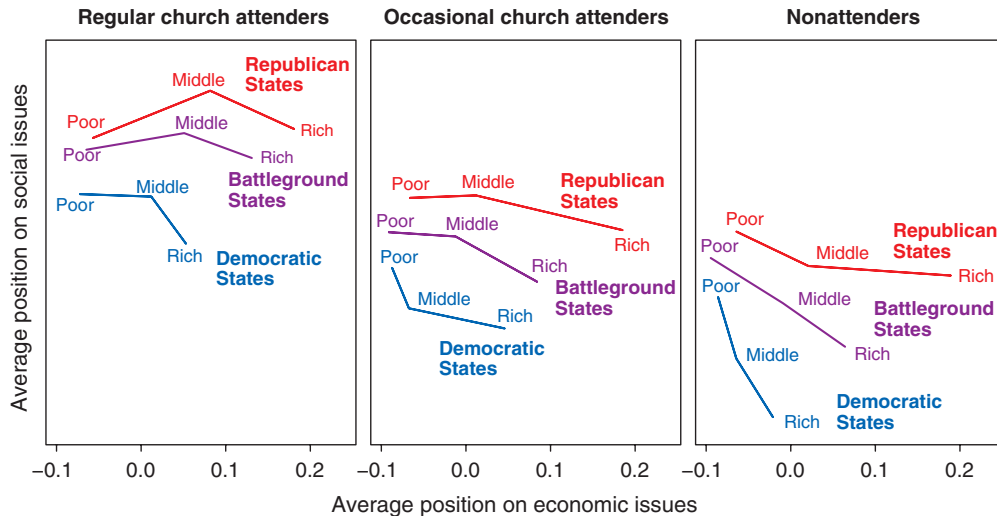 Regular church attenders
Occasional church attenders
Nonattenders
Average position on social issues
Republican
States
Middle
Poor
Rich
Middle
Poor
Rich
Battleground
States
Middle
Poor
Rich
Democratic
States
Poor
Middle
Republican
States
Rich
Poor
Middle
Rich
Battleground
States
Poor
Middle
Rich
Democratic
States
Poor
Republican
States
Middle
Rich
Poor
Middle
Battleground
States
Rich
Poor
Middle
Democratic
States
Rich
−0.1 0.0 0.1 0.2
−0.1 0.0 0.1 0.2
−0.1 0.0 0.1 0.2
Average position on economic issues